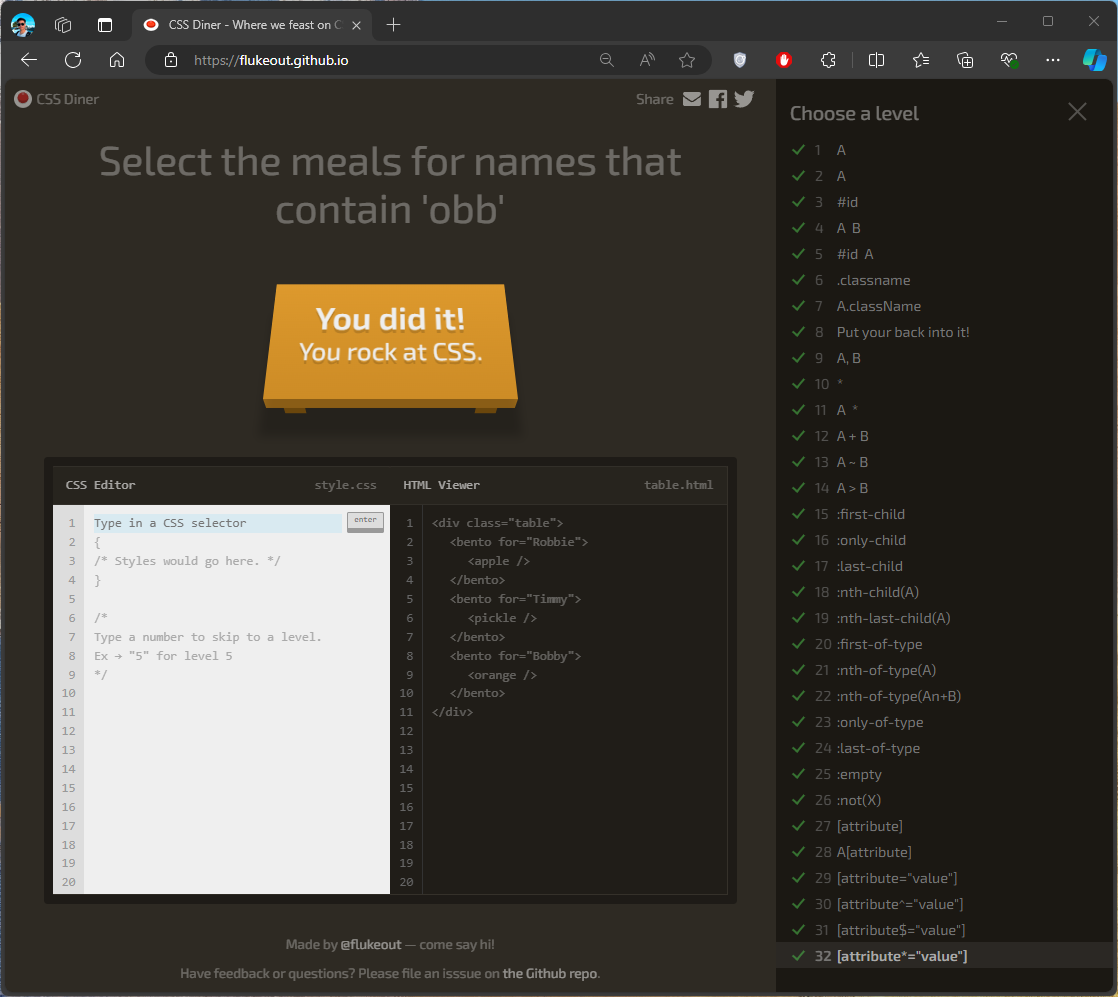 CSS Diner - Where we feast on C
https://flukeout.github.io
CSS Diner
Share
Select the meals for names that
contain 'obb'
You did it!
You rock at CSS.
CSS Editor style.css
1 Type in a CSS selector enter
2 {
3 /* Styles would go here. */
4 }
5
6 /*
7 Type a number to skip to a level.
8 Ex → "5" for level 5
9 */
10
11
12
13
14
15
16
17
18
19
20
HTML Viewer table.html
1 <div class="table">
2 <bento for="Robbie">
3 <apple />
4 </bento>
5 <bento for="Timmy">
6 <pickle />
7 </bento>
8 <bento for="Bobby">
9 <orange />
10 </bento>
11 </div>
12
13
14
15
16
17
18
19
20
Made by @flukeout — come say hi!
Have feedback or questions? Please file an isssue on the Github repo.
Choose a level
1 A
2 A
3 #id
4 A B
5 #id A
6 .classname
7 A.className
8 Put your back into it!
9 A, B
10 *
11 A *
12 A + B
13 A ~ B
14 A > B
15 :first-child
16 :only-child
17 :last-child
18 :nth-child(A)
19 :nth-last-child(A)
20 :first-of-type
21 :nth-of-type(A)
22 :nth-of-type(An+B)
23 :only-of-type
24 :last-of-type
25 :empty
26 :not(X)
27 [attribute]
28 A[attribute]
29 [attribute="value"]
30 [attribute^="value"]
31 [attribute$="value"]
32 [attribute*="value"]